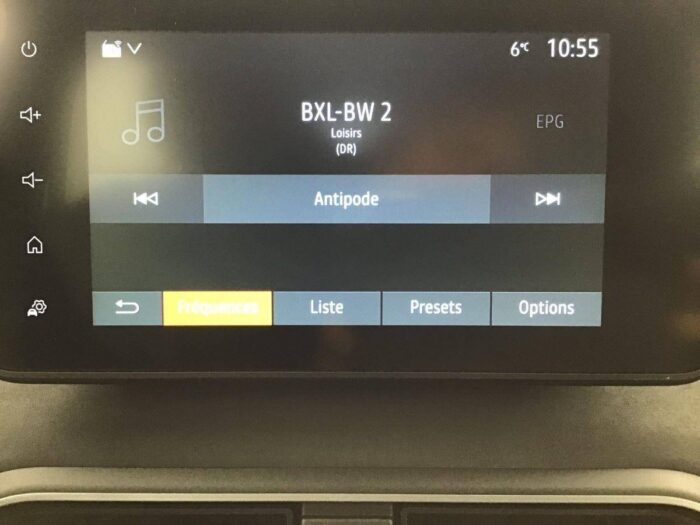 6°C 10:55
BXL-BW 2
Loisirs
(DR)
EPG
Antipode
Fréquences Liste Presets Options